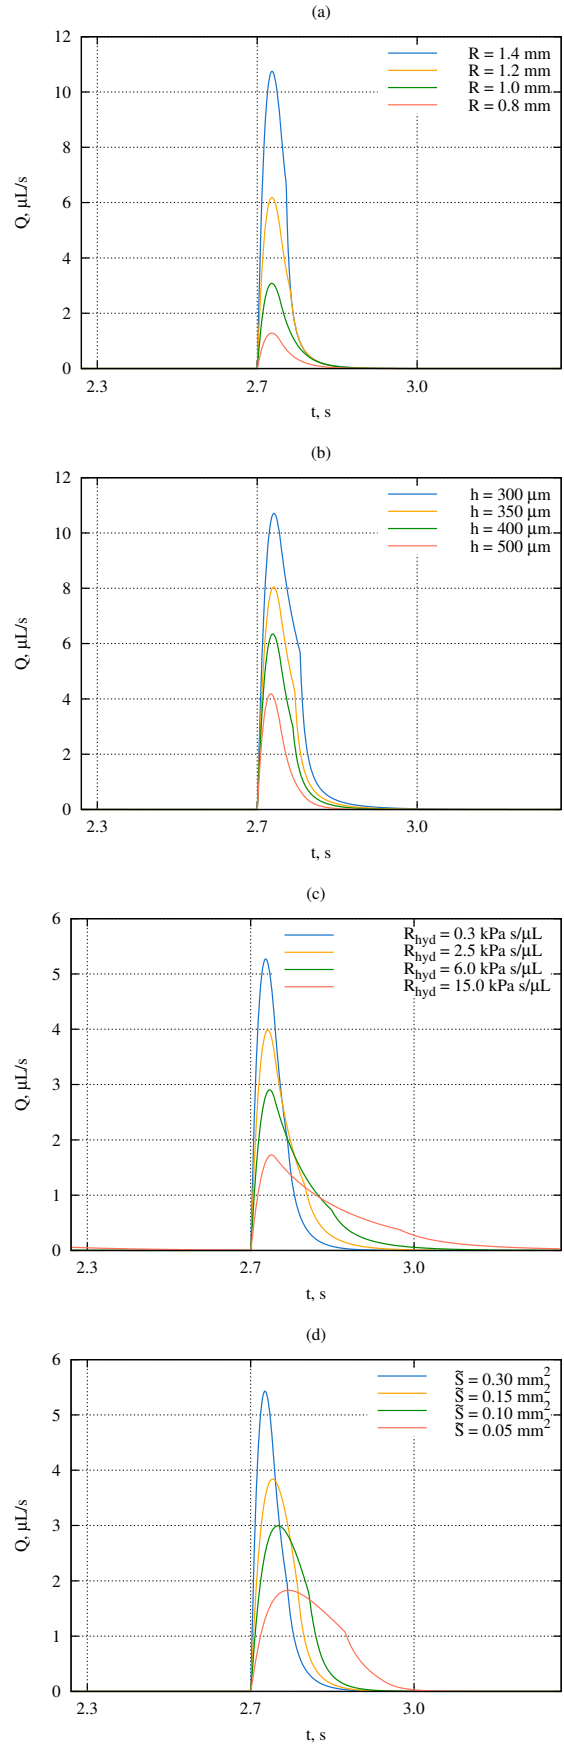 (a)
12
10
8
6
4
2
0
Q, μL/s
R = 1.4 mm
R = 1.2 mm
R = 1.0 mm
R = 0.8 mm
2.3 2.7 3.0
t, s
(b)
12
10
8
6
4
2
0
Q, μL/s
h = 300 μm
h = 350 μm
h = 400 μm
h = 500 μm
2.3 2.7 3.0
t, s
(c)
6
5
4
3
2
1
0
Q, μL/s
R_hyd = 0.3 kPa s/μL
R_hyd = 2.5 kPa s/μL
R_hyd = 6.0 kPa s/μL
R_hyd = 15.0 kPa s/μL
2.3 2.7 3.0
t, s
(d)
6
5
4
3
2
1
0
Q, μL/s
S̃ = 0.30 mm²
S̃ = 0.15 mm²
S̃ = 0.10 mm²
S̃ = 0.05 mm²
2.3 2.7 3.0
t, s